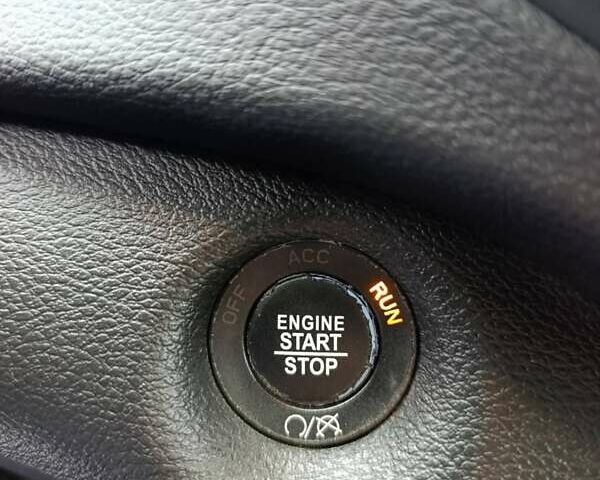 ACC
OFF
RUN
ENGINE
START
STOP